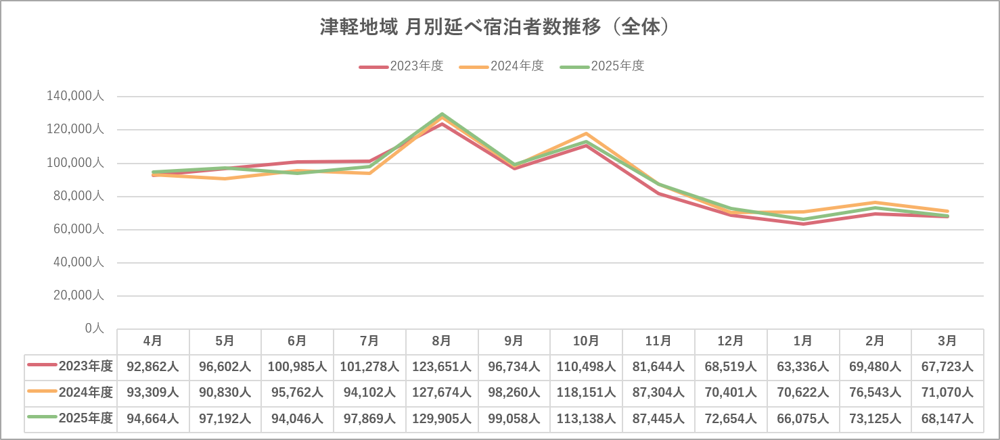 津軽地域 月別延べ宿泊者数推移（全体）
2023年度 2024年度 2025年度
140,000人
120,000人
100,000人
80,000人
60,000人
40,000人
20,000人
0人
4月 5月 6月 7月 8月 9月 10月 11月 12月 1月 2月 3月
2023年度 92,862人 96,602人 100,985人 101,278人 123,651人 96,734人 110,498人 81,644人 68,519人 63,336人 69,480人 67,723人
2024年度 93,309人 90,830人 95,762人 94,102人 127,674人 98,260人 118,151人 87,304人 70,401人 70,622人 76,543人 71,070人
2025年度 94,664人 97,192人 94,046人 97,869人 129,905人 99,058人 113,138人 87,445人 72,654人 66,075人 73,125人 68,147人